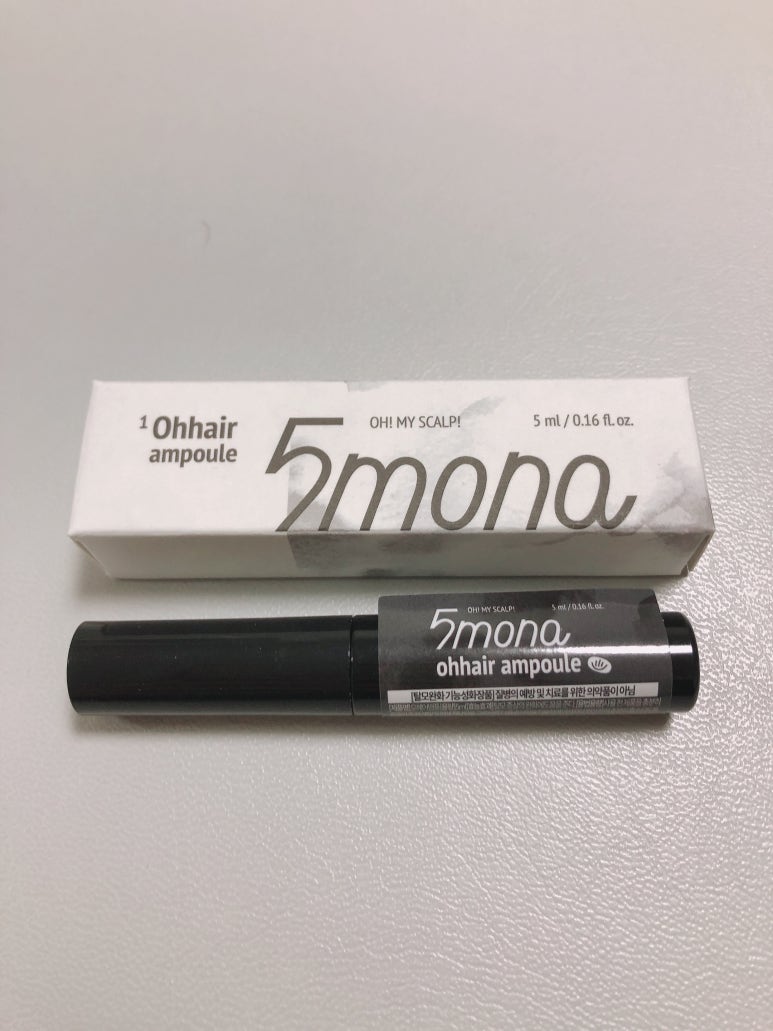 1 Ohhair
ampoule
5mona
OH! MY SCALP!
5 ml / 0.16 fl. oz.
OH! MY SCALP!
5 ml / 0.16 fl. oz.
5mona
ohhair ampoule
[탈모완화 기능성화장품] 질병의 예방 및 치료를 위한 의약품이 아님